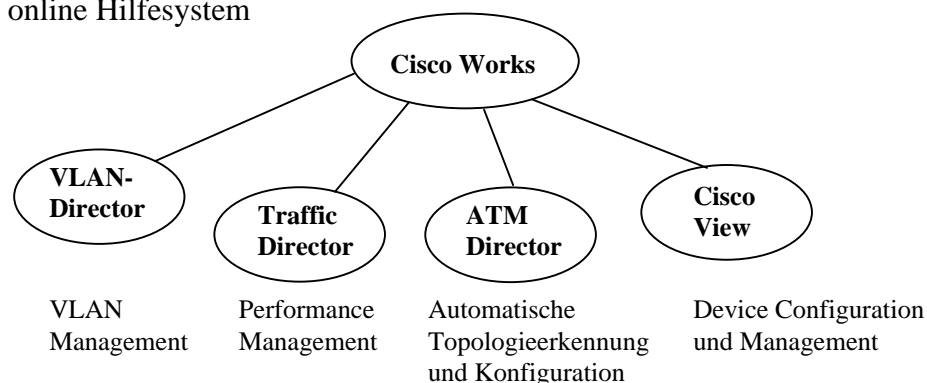 online Hilfesystem
Cisco Works
VLAN-
Director
Traffic
Director
ATM
Director
Cisco
View
VLAN
Management
Performance
Management
Automatische
Topologieerkennung
und Konfiguration
Device Configuration
und Management